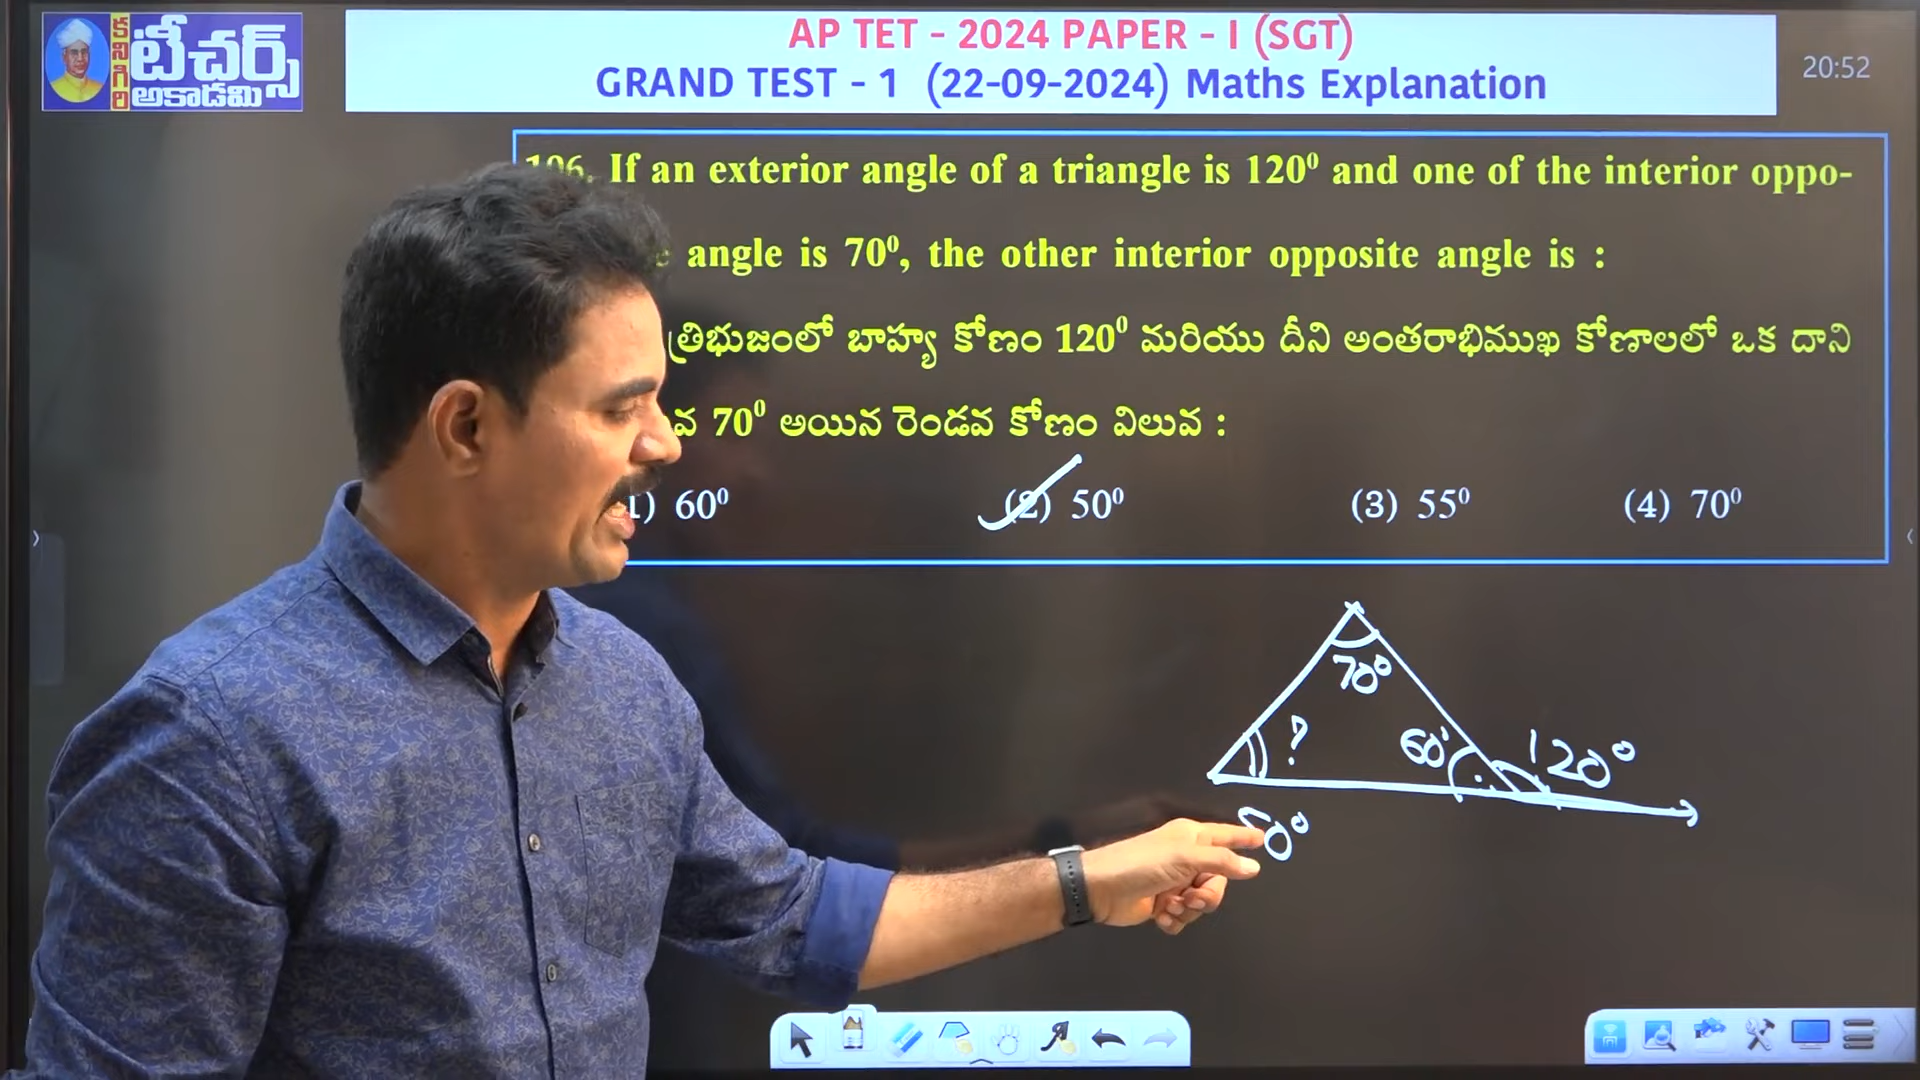 కనిగిరి
టీచర్స్
అకాడమి
AP TET - 2024 PAPER - I (SGT)
GRAND TEST - 1 (22-09-2024) Maths Explanation
20:52
106. If an exterior angle of a triangle is 120⁰ and one of the interior oppo-
angle is 70⁰, the other interior opposite angle is :
త్రిభుజంలో బాహ్య కోణం 120⁰ మరియు దీని అంతరాభిముఖ కోణాలలో ఒక దాని
70⁰ అయిన రెండవ కోణం విలువ :
1) 60⁰ (2) 50⁰ (3) 55⁰ (4) 70⁰
70°
? 60° 120°
50°